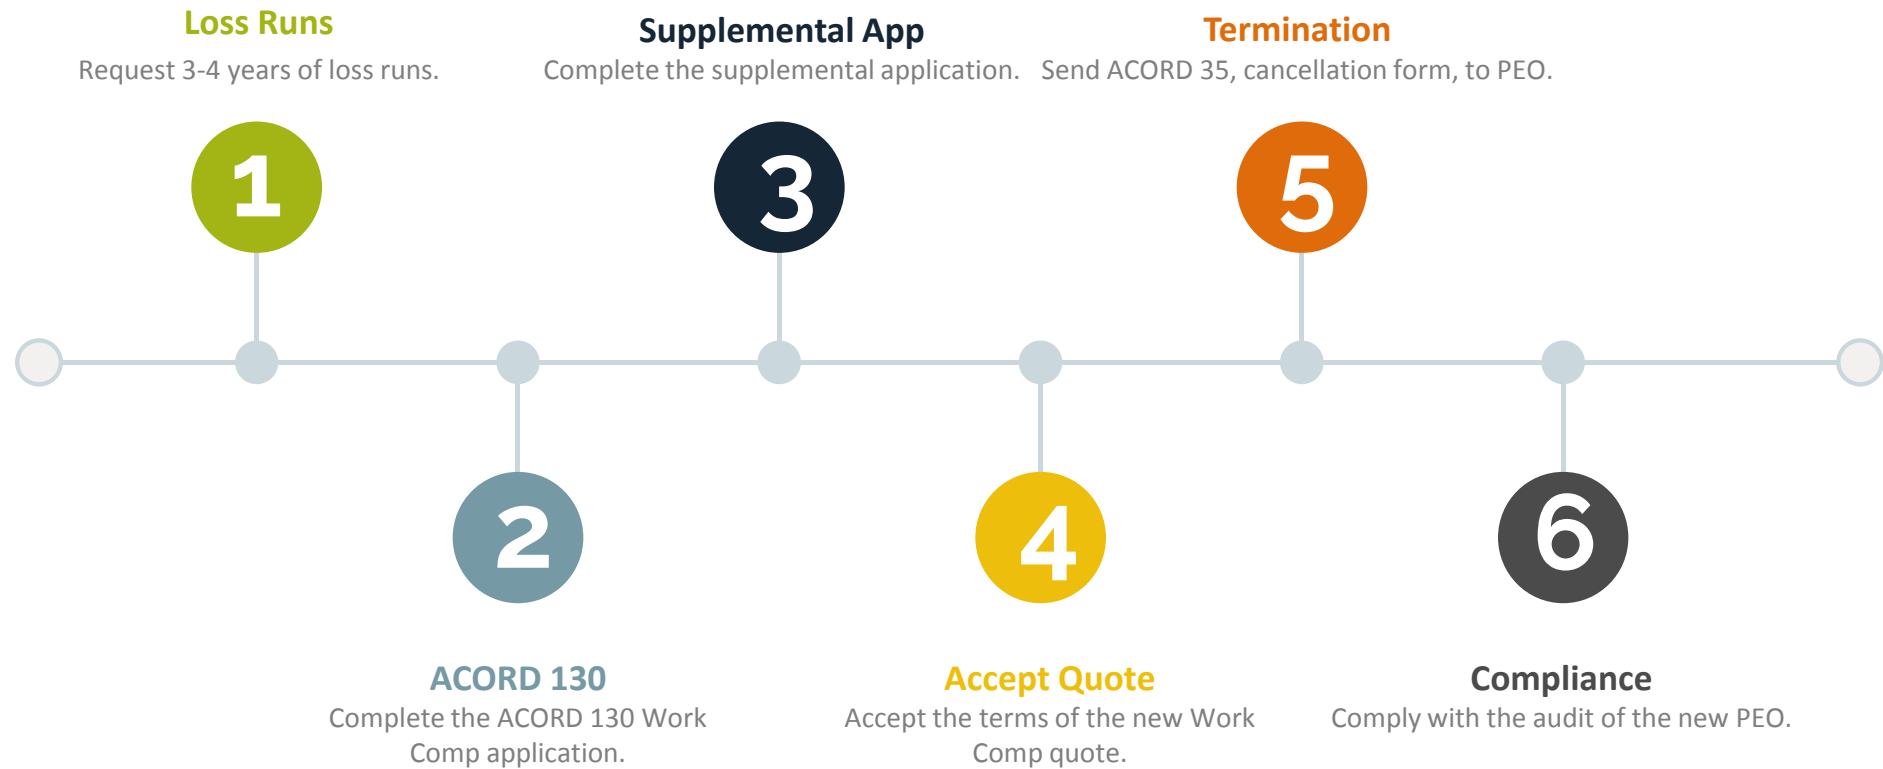 Loss Runs
Request 3-4 years of loss runs.
1
ACORD 130
Complete the ACORD 130 Work
Comp application.
2
Supplemental App
Complete the supplemental application.
3
Accept Quote
Accept the terms of the new Work
Comp quote.
4
Termination
Send ACORD 35, cancellation form, to PEO.
5
Compliance
Comply with the audit of the new PEO.
6